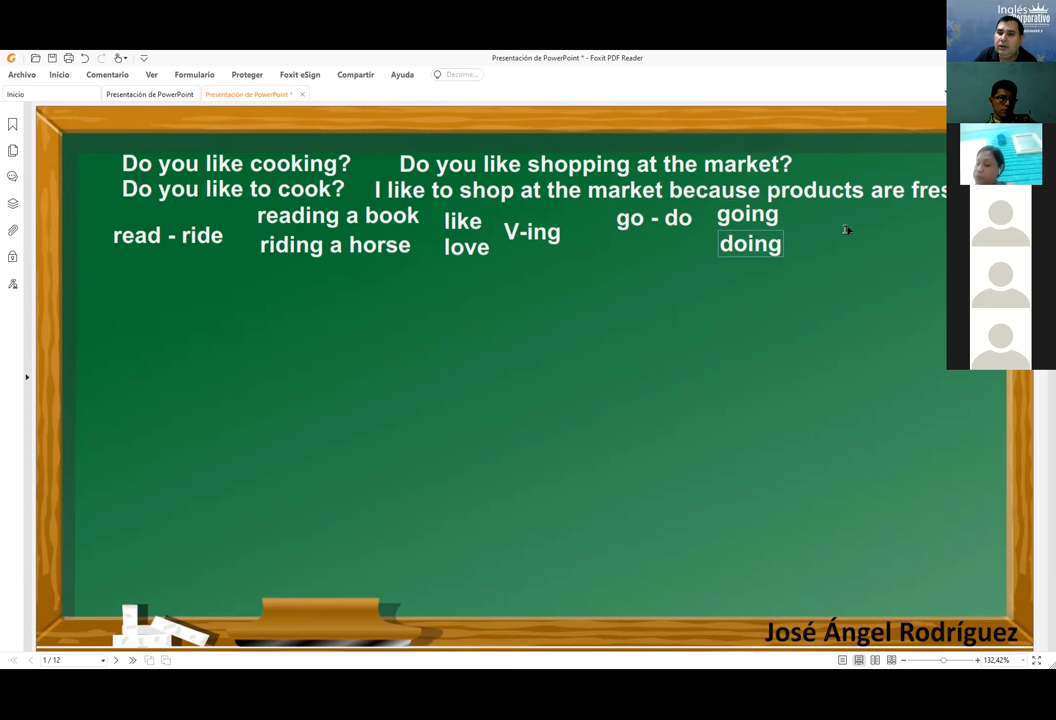 Inglés
Corporativo
BEGINNER 2
Presentación de PowerPoint * - Foxit PDF Reader
Archivo Inicio Comentario Ver Formulario Proteger Foxit eSign Compartir Ayuda Decirme...
Inicio Presentación de PowerPoint Presentación de PowerPoint *
Do you like cooking? Do you like shopping at the market?
Do you like to cook? I like to shop at the market because products are fres
reading a book like go - do going
read - ride V-ing
riding a horse love doing
José Ángel Rodríguez
1 / 12 132,42%